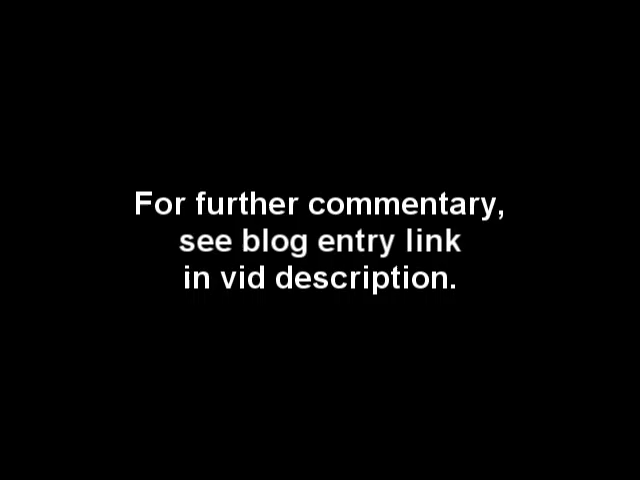 For further commentary,
see blog entry link
in vid description.